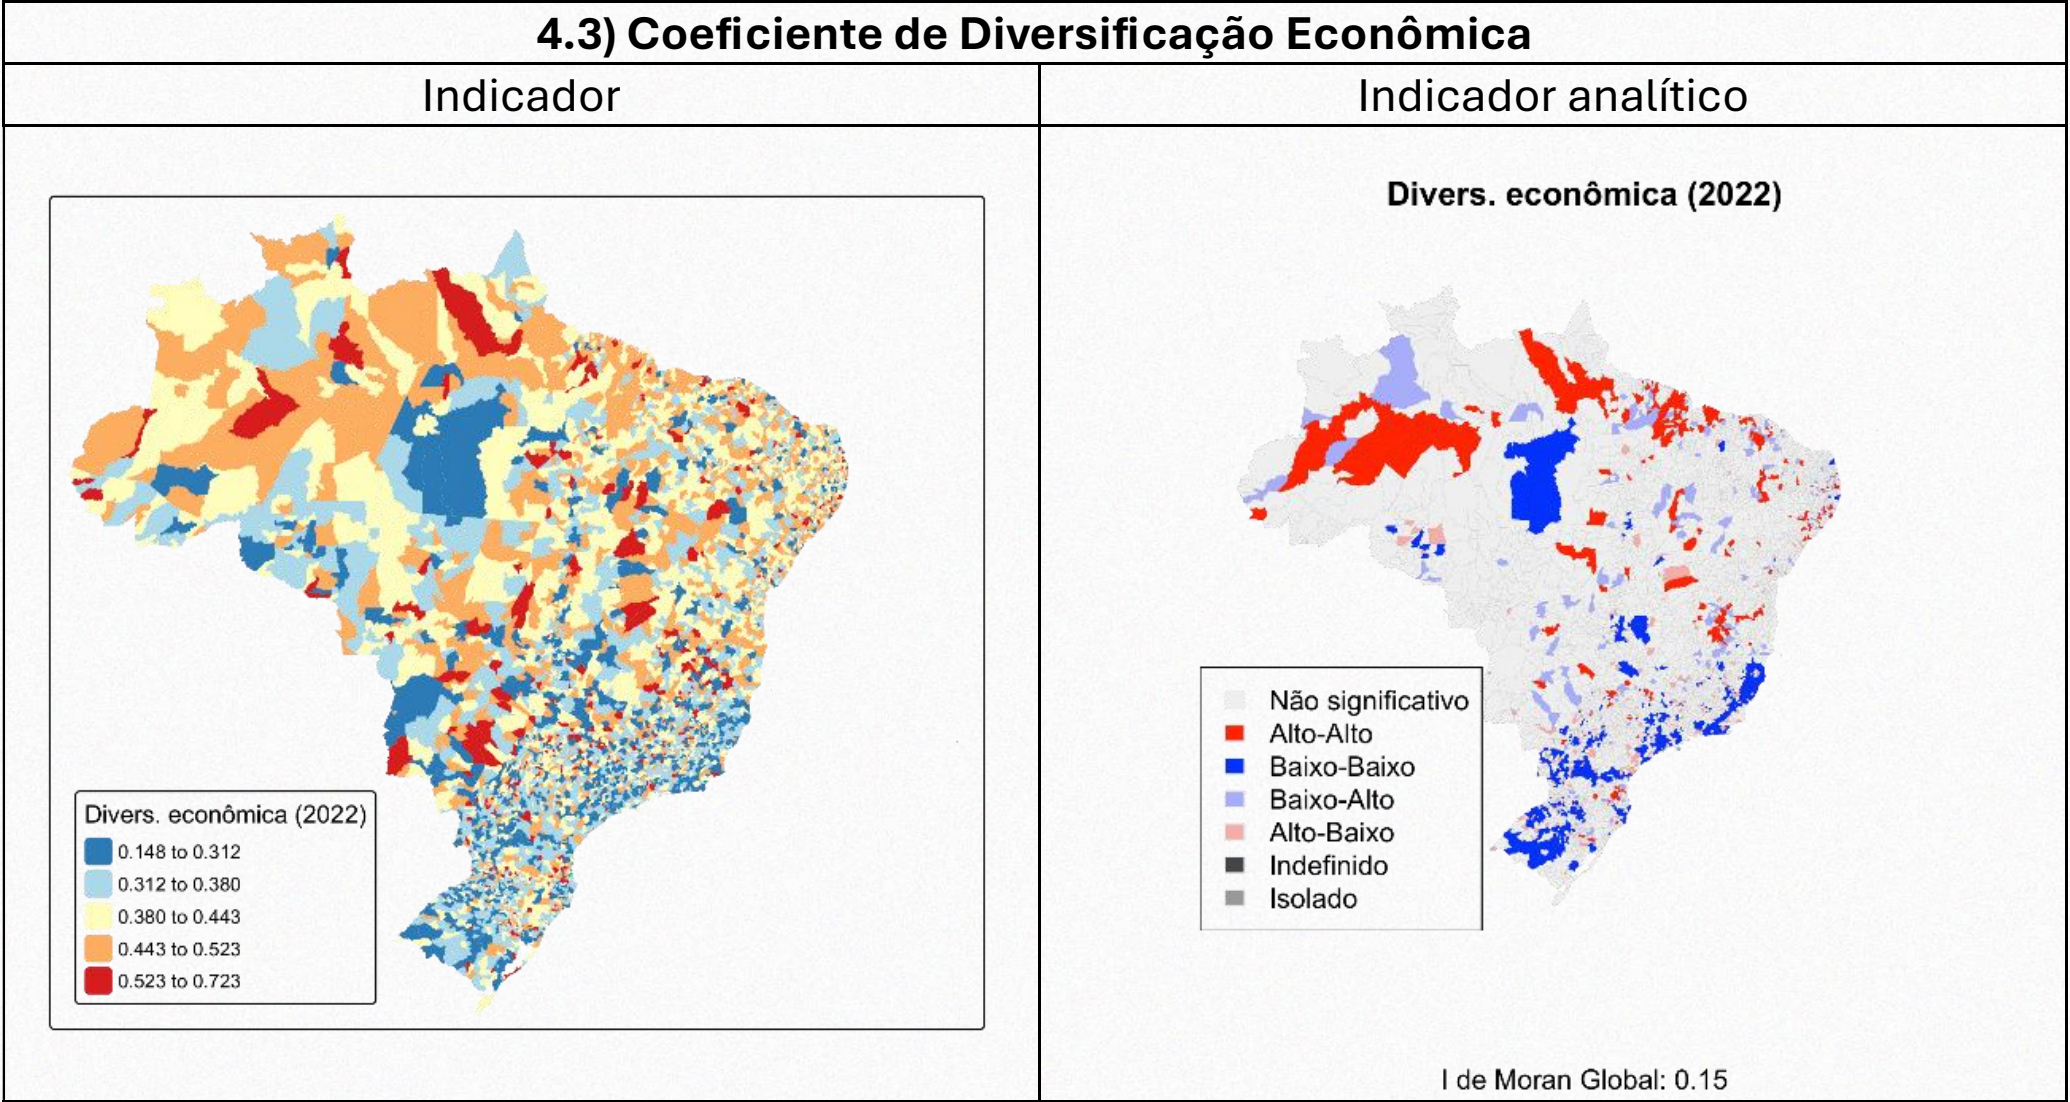 4.3) Coeficiente de Diversificação Econômica
Indicador
Indicador analítico
Divers. econômica (2022)
0.148 to 0.312
0.312 to 0.380
0.380 to 0.443
0.443 to 0.523
0.523 to 0.723
Divers. econômica (2022)
Não significativo
Alto-Alto
Baixo-Baixo
Baixo-Alto
Alto-Baixo
Indefinido
Isolado
I de Moran Global: 0.15